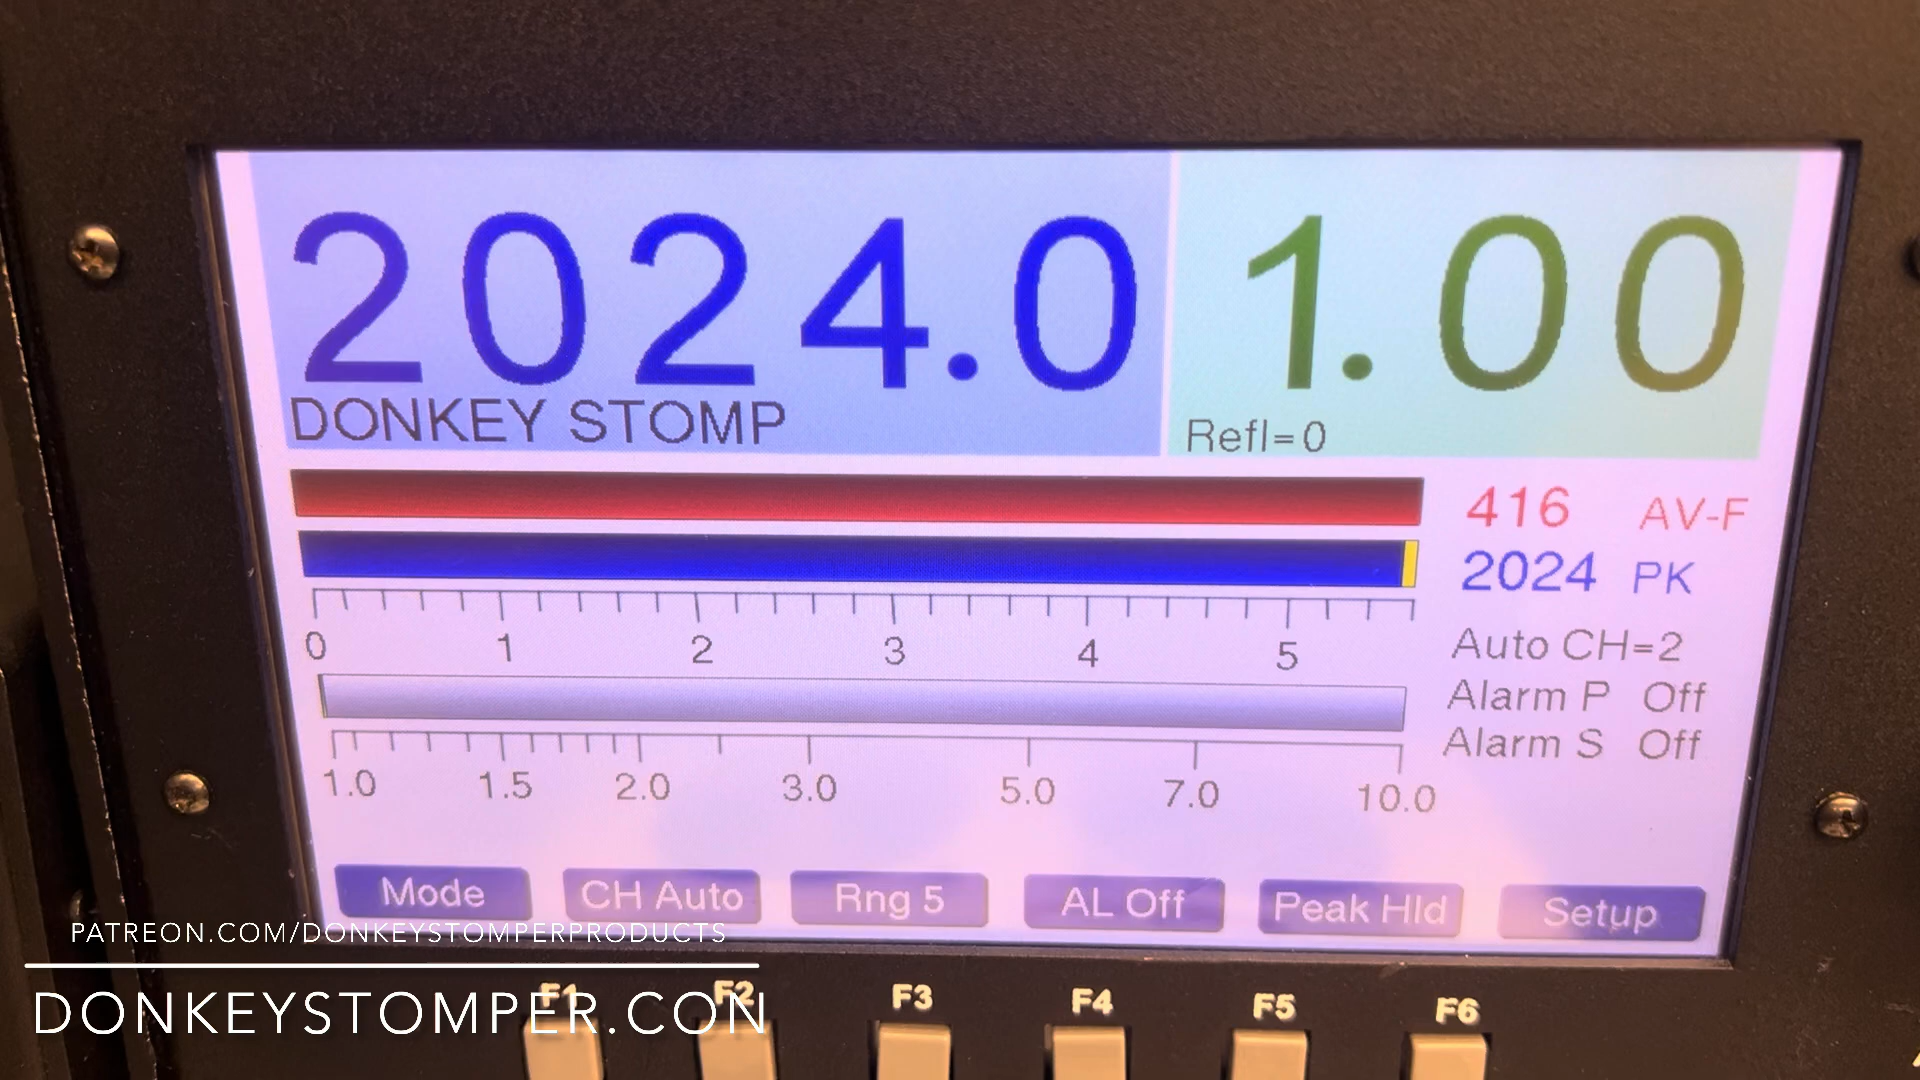 2024.0 1.00
DONKEY STOMP Refl=0
416 AV-F
2024 PK
0 1 2 3 4 5
Auto CH=2
Alarm P Off
Alarm S Off
1.0 1.5 2.0 3.0 5.0 7.0 10.0
Mode CH Auto Rng 5 AL Off Peak Hld Setup
PATREON.COM/DONKEYSTOMPERPRODUCTS
F1 F2 F3 F4 F5 F6
DONKEYSTOMPER.CON